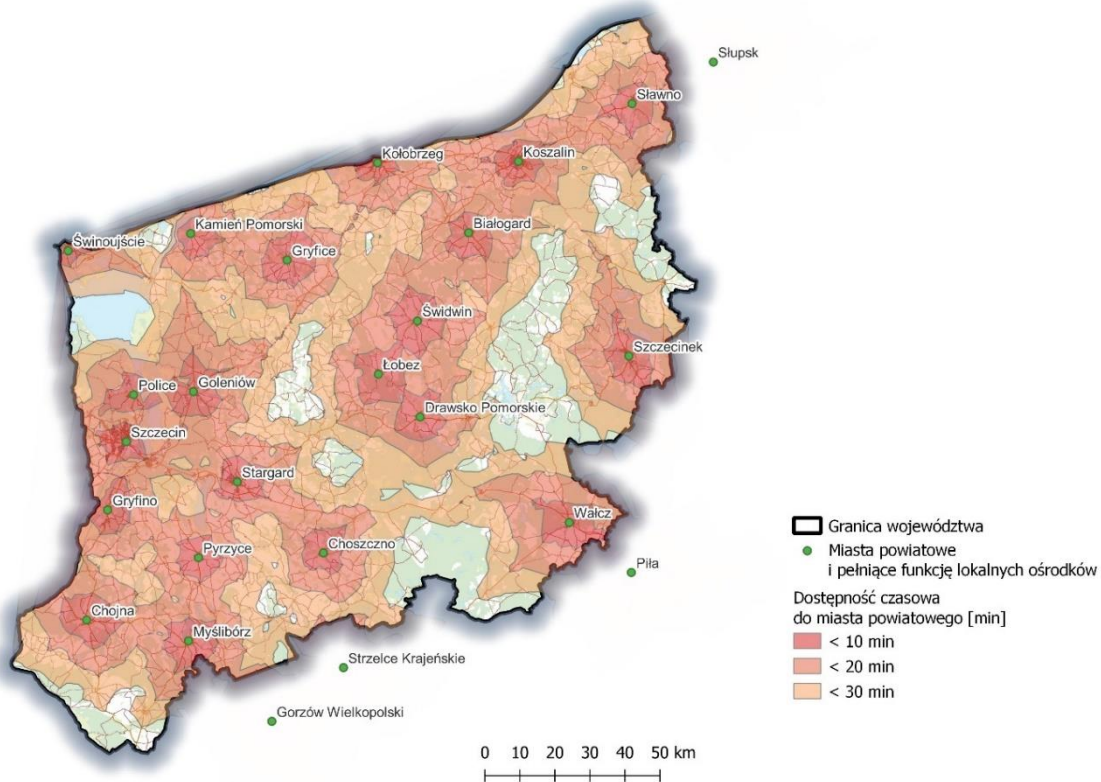 Słupsk
Sławno
Kołobrzeg
Koszalin
Kamień Pomorski
Białogard
Świnoujście
Gryfice
Świdwin
Szczecinek
Łobez
Police
Goleniów
Drawsko Pomorskie
Szczecin
Stargard
Gryfino
Wałcz
Pyrzyce
Choszczno
Piła
Chojna
Myślibórz
Strzelce Krajeńskie
Gorzów Wielkopolski
Granica województwa
Miasta powiatowe
i pełniące funkcję lokalnych ośrodków
Dostępność czasowa
do miasta powiatowego [min]
< 10 min
< 20 min
< 30 min
0 10 20 30 40 50 km